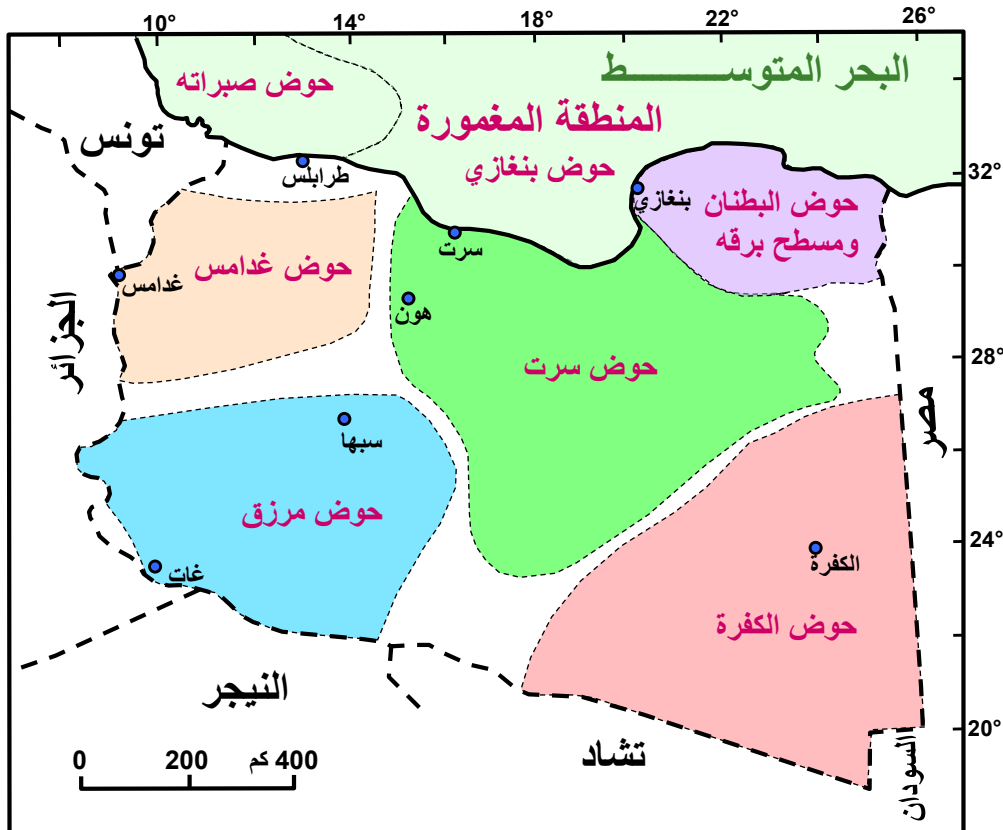 10°
14°
18°
22°
26°
البحر المتوســـــــــط
حوض صبراته
المنطقة المغمورة
حوض بنغازي
تونس
طرابلس
32°
بنغازي
حوض البطنان
ومسطح برقه
سرت
حوض غدامس
غدامس
هون
الجزائر
حوض سرت
28°
مصر
سبها
حوض مرزق
24°
الكفرة
غات
حوض الكفرة
النيجر
20°
تشاد
السودان
0 200 400 كم